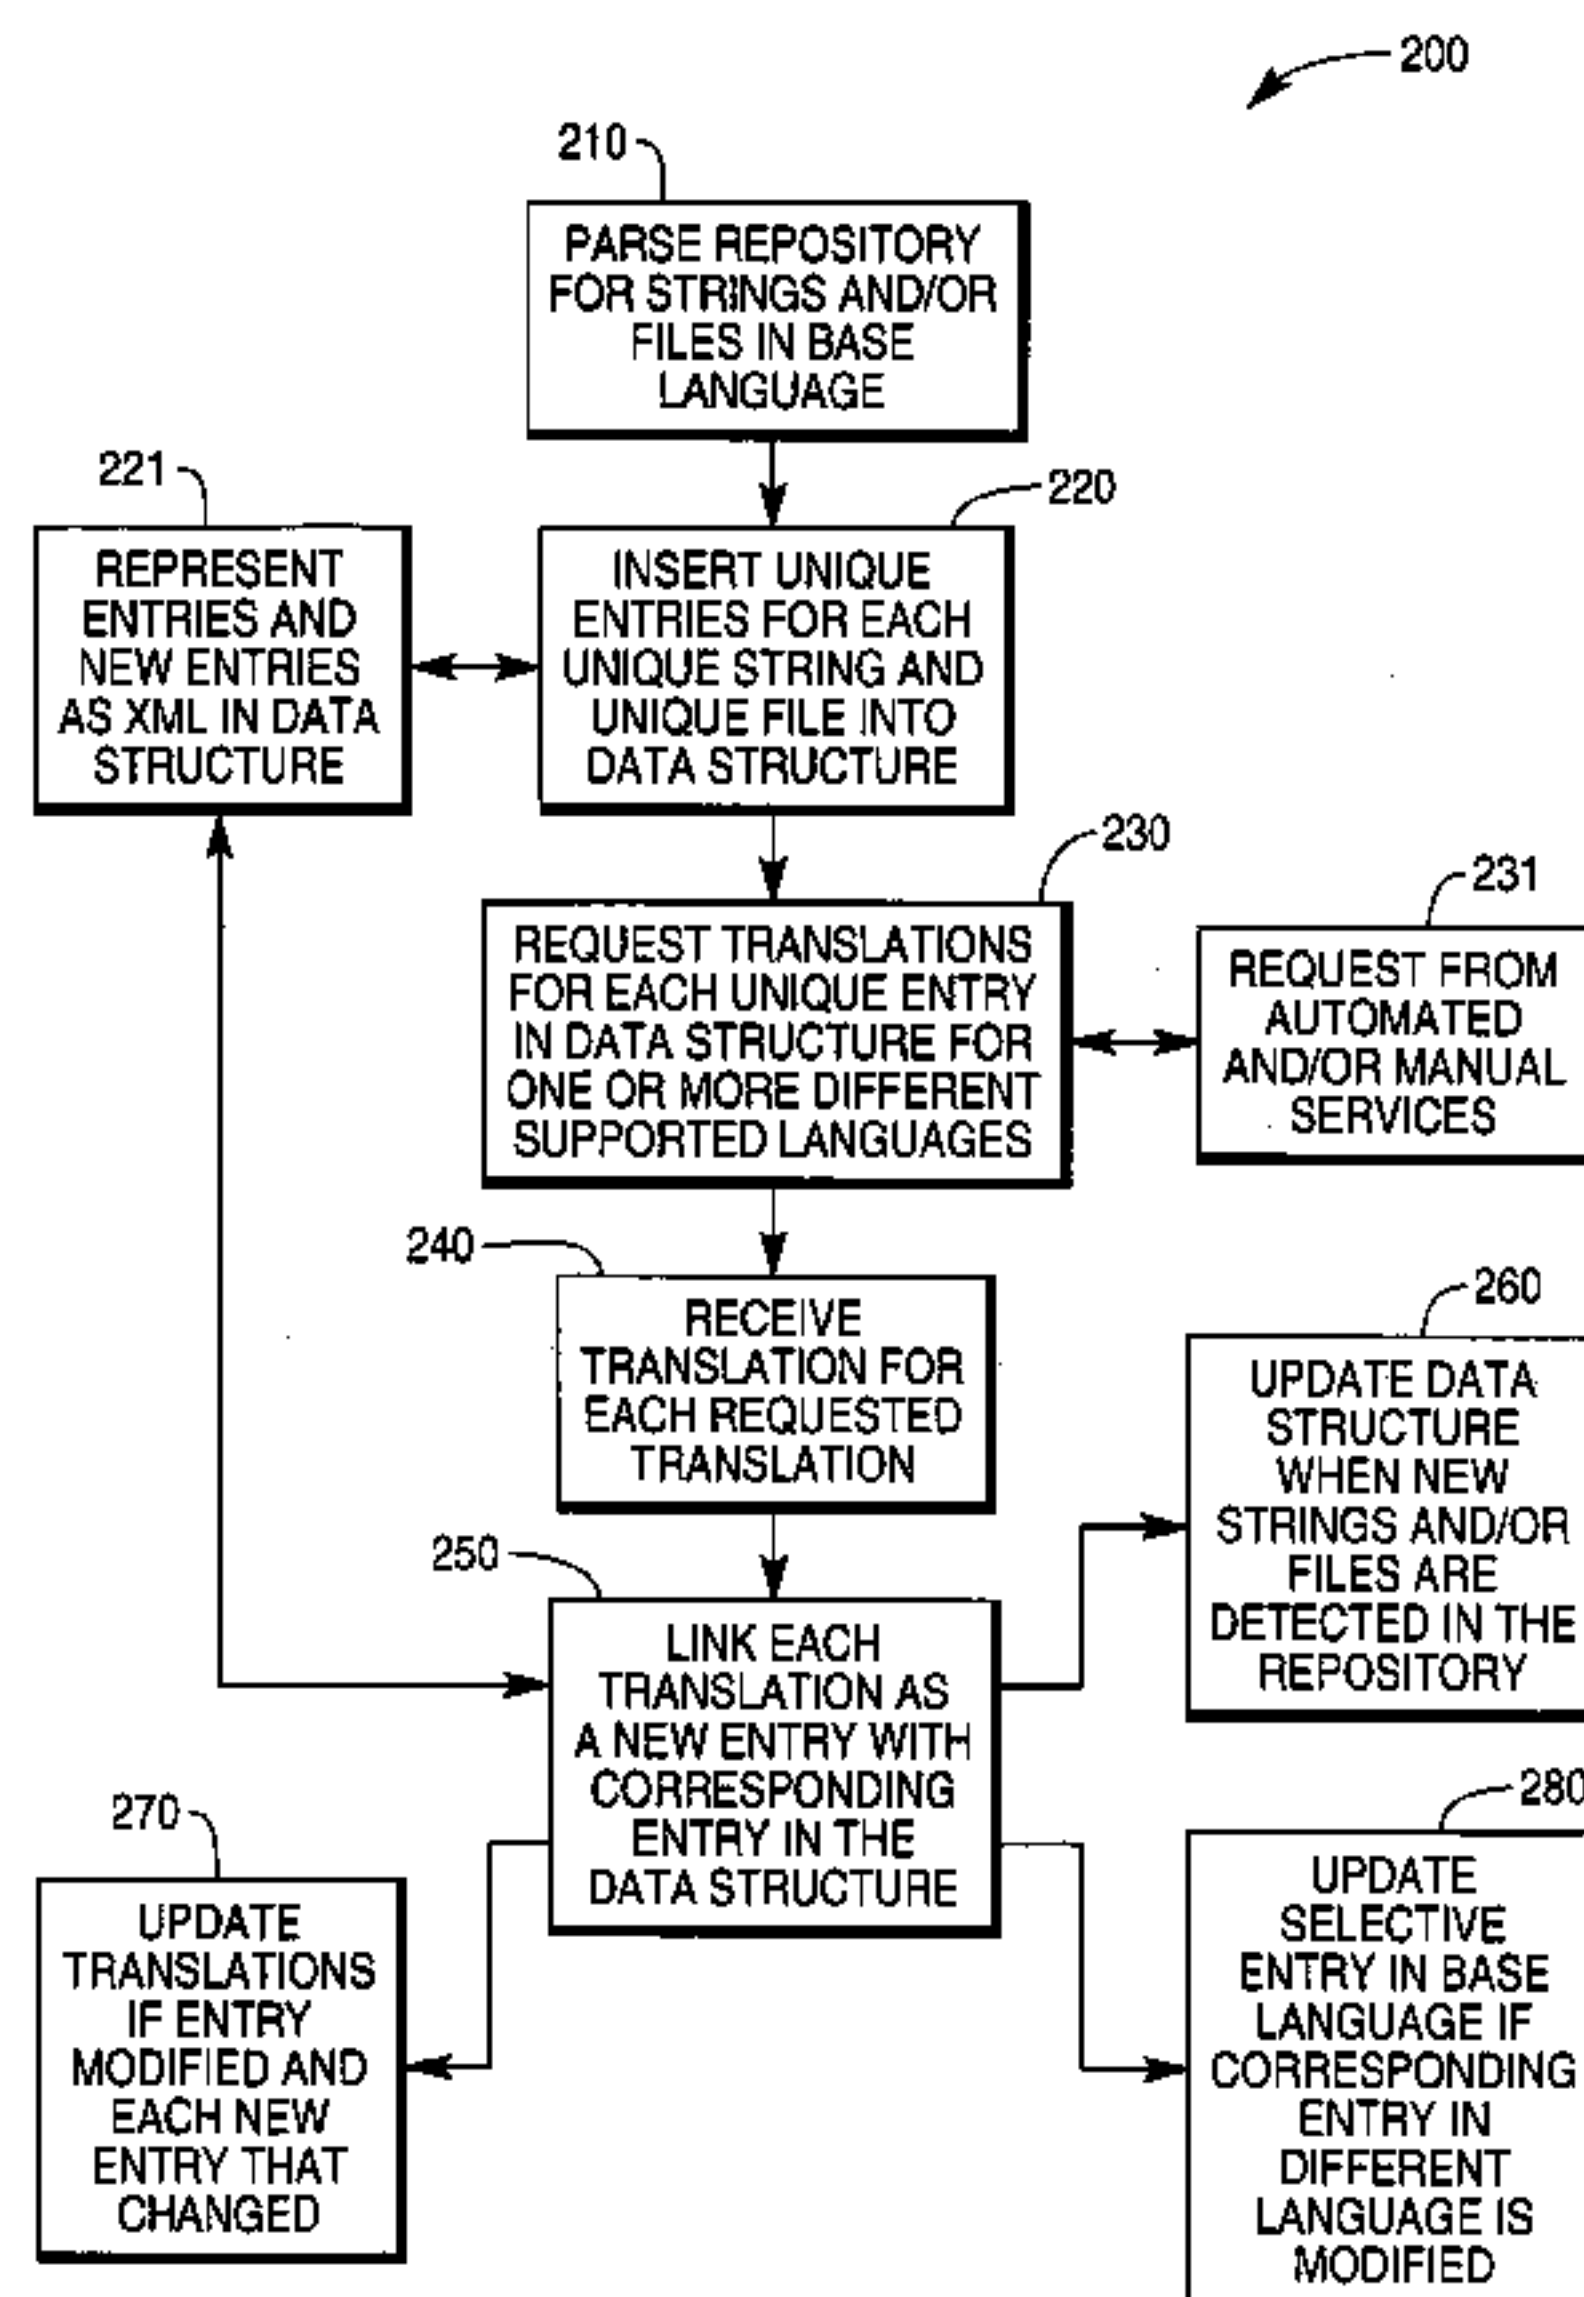 200
210
PARSE REPOSITORY
FOR STRINGS AND/OR
FILES IN BASE
LANGUAGE
221
REPRESENT
ENTRIES AND
NEW ENTRIES
AS XML IN DATA
STRUCTURE
220
INSERT UNIQUE
ENTRIES FOR EACH
UNIQUE STRING AND
UNIQUE FILE INTO
DATA STRUCTURE
230
REQUEST TRANSLATIONS
FOR EACH UNIQUE ENTRY
IN DATA STRUCTURE FOR
ONE OR MORE DIFFERENT
SUPPORTED LANGUAGES
231
REQUEST FROM
AUTOMATED
AND/OR MANUAL
SERVICES
240
RECEIVE
TRANSLATION FOR
EACH REQUESTED
TRANSLATION
250
LINK EACH
TRANSLATION AS
A NEW ENTRY WITH
CORRESPONDING
ENTRY IN THE
DATA STRUCTURE
260
UPDATE DATA
STRUCTURE
WHEN NEW
STRINGS AND/OR
FILES ARE
DETECTED IN THE
REPOSITORY
270
UPDATE
TRANSLATIONS
IF ENTRY
MODIFIED AND
EACH NEW
ENTRY THAT
CHANGED
280
UPDATE
SELECTIVE
ENTRY IN BASE
LANGUAGE IF
CORRESPONDING
ENTRY IN
DIFFERENT
LANGUAGE IS
MODIFIED